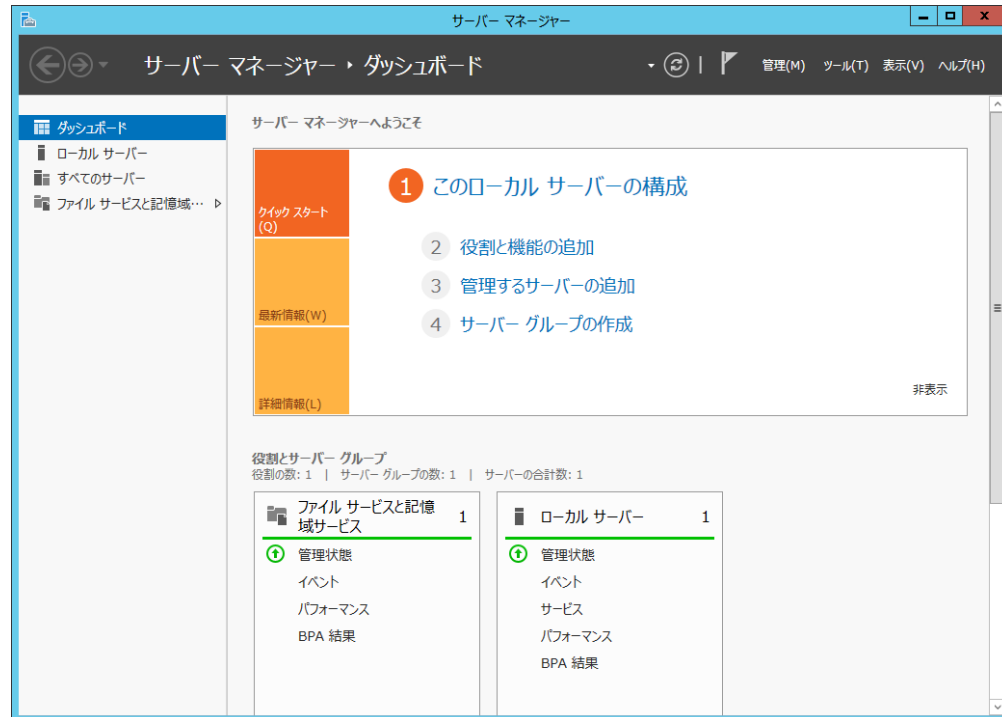 サーバー マネージャー
サーバー マネージャー ・ ダッシュボード
管理(M) ツール(T) 表示(V) ヘルプ(H)
ダッシュボード
ローカル サーバー
すべてのサーバー
ファイル サービスと記憶域…
サーバー マネージャーへようこそ
クイック スタート
(Q)
最新情報(W)
詳細情報(L)
1 このローカル サーバーの構成
2 役割と機能の追加
3 管理するサーバーの追加
4 サーバー グループの作成
非表示
役割とサーバー グループ
役割の数: 1 | サーバー グループの数: 1 | サーバーの合計数: 1
ファイル サービスと記憶
域サービス 1
管理状態
イベント
パフォーマンス
BPA 結果
ローカル サーバー 1
管理状態
イベント
サービス
パフォーマンス
BPA 結果